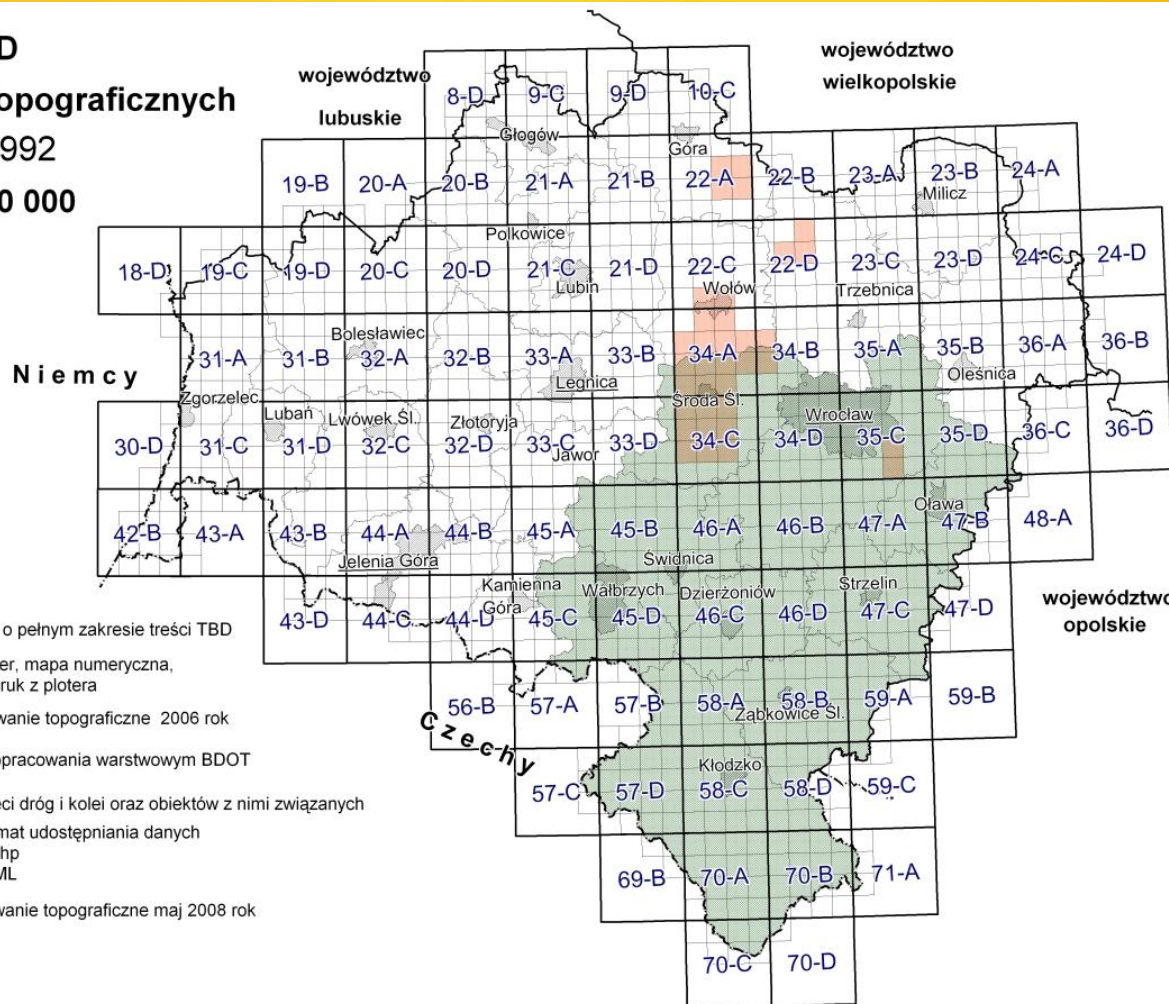 D
opograficznych
992
0 000
województwo
lubuskie
województwo
wielkopolskie
8-D 9-C 9-D 10-C
Głogów
Góra
19-B 20-A 20-B 21-A 21-B 22-A 22-B 23-A 23-B 24-A
Milicz
Polkowice
18-D 19-C 19-D 20-C 20-D 21-C 21-D 22-C 22-D 23-C 23-D 24-C 24-D
Lubin
Wołów
Trzebnica
Bolesławiec
31-A 31-B 32-A 32-B 33-A 33-B 34-A 34-B 35-A 35-B 36-A 36-B
Niemcy
Legnica
Oleśnica
Zgorzelec
Lubań
Lwówek Śl.
Złotoryja
Środa Śl.
Wrocław
30-D 31-C 31-D 32-C 32-D 33-C 33-D 34-C 34-D 35-C 35-D 36-C 36-D
Jawor
Oława
42-B 43-A 43-B 44-A 44-B 45-A 45-B 46-A 46-B 47-A 47-B 48-A
Jelenia Góra
Świdnica
Kamienna
Góra
Wałbrzych
Dzierżoniów
Strzelin
43-D 44-C 44-D 45-C 45-D 46-C 46-D 47-C 47-D
województwo
opolskie
o pełnym zakresie treści TBD
er, mapa numeryczna,
ruk z plotera
56-B 57-A 57-B 58-A 58-B 59-A 59-B
wanie topograficzne 2006 rok
Ząbkowice Śl.
Czechy
opracowania warstwowym BDOT
Kłodzko
57-C 57-D 58-C 58-D 59-C
eci dróg i kolei oraz obiektów z nimi związanych
mat udostępniania danych
hp
ML
69-B 70-A 70-B 71-A
wanie topograficzne maj 2008 rok
70-C 70-D